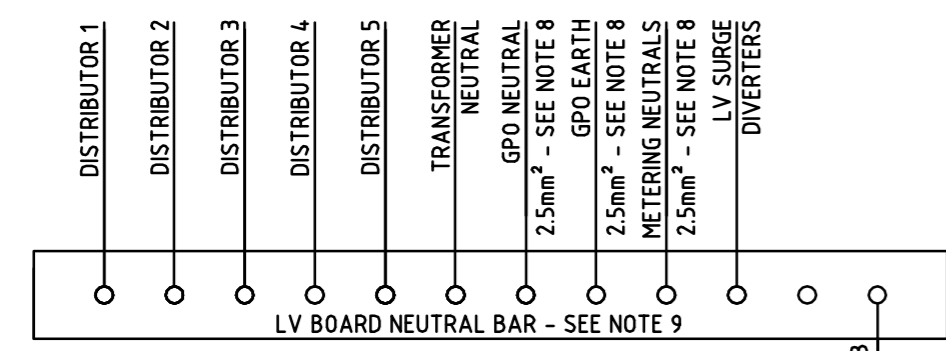 DISTRIBUTOR 1
DISTRIBUTOR 2
DISTRIBUTOR 3
DISTRIBUTOR 4
DISTRIBUTOR 5
TRANSFORMER
NEUTRAL
GPO NEUTRAL
2.5mm² - SEE NOTE 8
GPO EARTH
2.5mm² - SEE NOTE 8
METERING NEUTRALS
2.5mm² - SEE NOTE 8
LV SURGE
DIVERTERS
LV BOARD NEUTRAL BAR - SEE NOTE 9